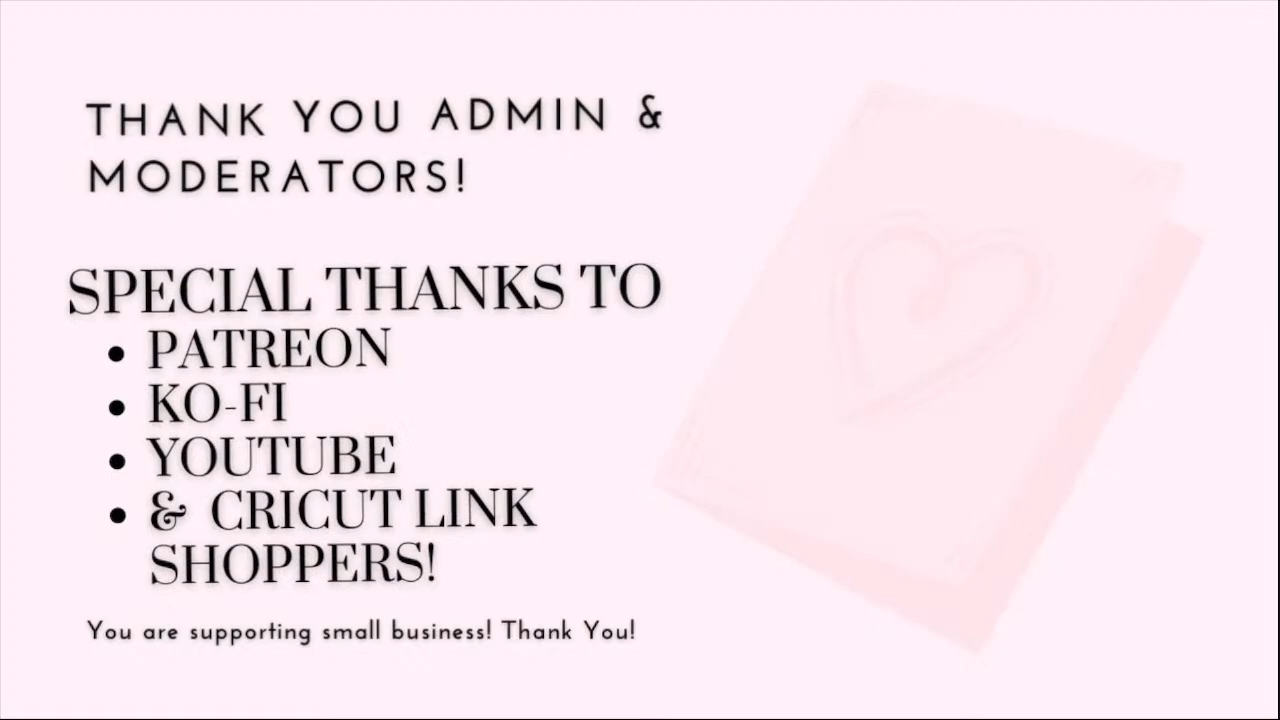 THANK YOU ADMIN &
MODERATORS!
SPECIAL THANKS TO
• PATREON
• KO-FI
• YOUTUBE
• & CRICUT LINK
SHOPPERS!
You are supporting small business! Thank You!